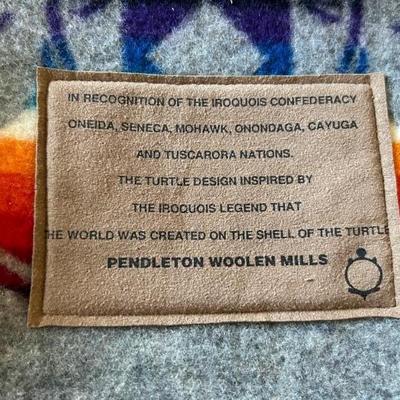 IN RECOGNITION OF THE IROQUOIS CONFEDERACY
ONEIDA, SENECA, MOHAWK, ONONDAGA, CAYUGA
AND TUSCARORA NATIONS.
THE TURTLE DESIGN INSPIRED BY
THE IROQUOIS LEGEND THAT
THE WORLD WAS CREATED ON THE SHELL OF THE TURTLE
PENDLETON WOOLEN MILLS